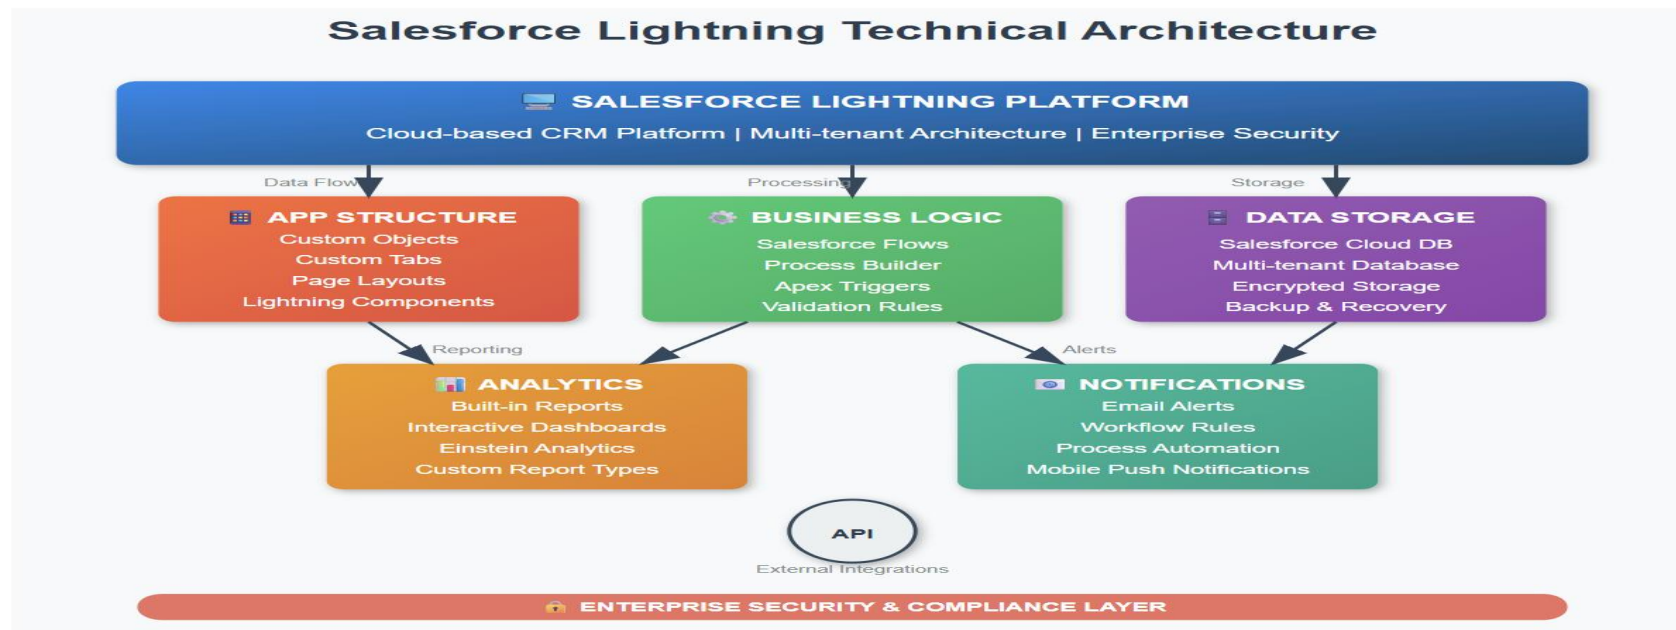 Salesforce Lightning Technical Architecture
SALESFORCE LIGHTNING PLATFORM
Cloud-based CRM Platform | Multi-tenant Architecture | Enterprise Security
Data Flow
Processing
Storage
APP STRUCTURE
Custom Objects
Custom Tabs
Page Layouts
Lightning Components
BUSINESS LOGIC
Salesforce Flows
Process Builder
Apex Triggers
Validation Rules
DATA STORAGE
Salesforce Cloud DB
Multi-tenant Database
Encrypted Storage
Backup & Recovery
Reporting
Alerts
ANALYTICS
Built-in Reports
Interactive Dashboards
Einstein Analytics
Custom Report Types
NOTIFICATIONS
Email Alerts
Workflow Rules
Process Automation
Mobile Push Notifications
API
External Integrations
ENTERPRISE SECURITY & COMPLIANCE LAYER